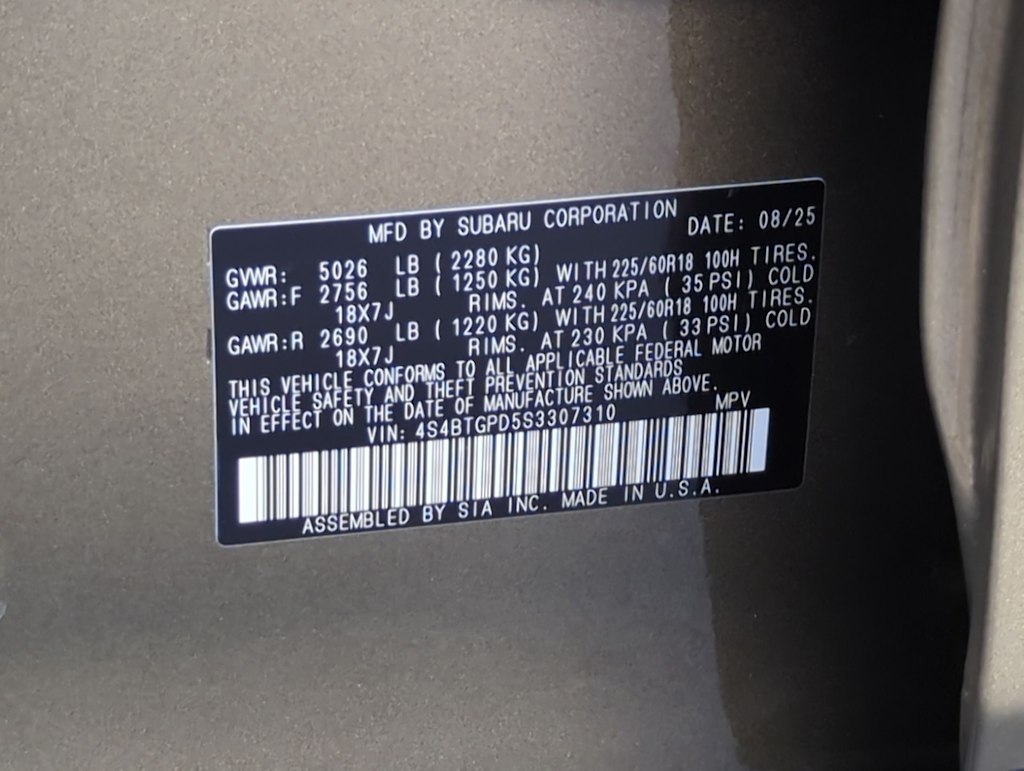 MFD BY SUBARU CORPORATION DATE: 08/25
GVWR: 5026 LB ( 2280 KG)
GAWR:F 2756 LB ( 1250 KG) WITH 225/60R18 100H TIRES.
18X7J RIMS. AT 240 KPA ( 35 PSI) COLD
GAWR:R 2690 LB ( 1220 KG) WITH 225/60R18 100H TIRES.
18X7J RIMS. AT 230 KPA ( 33 PSI) COLD
THIS VEHICLE CONFORMS TO ALL APPLICABLE FEDERAL MOTOR
VEHICLE SAFETY AND THEFT PREVENTION STANDARDS
IN EFFECT ON THE DATE OF MANUFACTURE SHOWN ABOVE.
VIN: 4S4BTGPD5S3307310 MPV
ASSEMBLED BY SIA INC. MADE IN U.S.A.